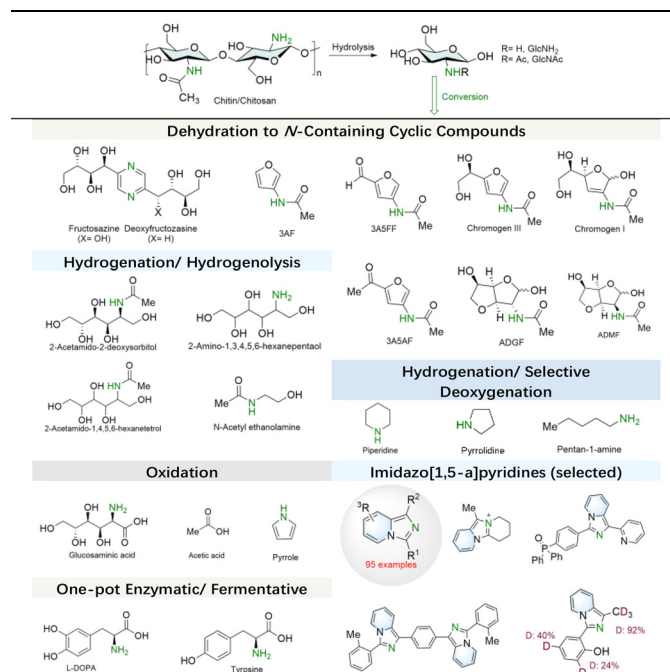 Chitin/Chitosan
Hydrolysis
R= H, GlcNH2
R= Ac, GlcNAc
Conversion
Dehydration to N-Containing Cyclic Compounds
Fructosazine (X= OH)
Deoxyfructozasine (X= H)
3AF
3A5FF
Chromogen III
Chromogen I
Hydrogenation/ Hydrogenolysis
2-Acetamido-2-deoxysorbitol
2-Amino-1,3,4,5,6-hexanepentaol
3A5AF
ADGF
ADMF
2-Acetamido-1,4,5,6-hexanetetrol
N-Acetyl ethanolamine
Hydrogenation/ Selective
Deoxygenation
Piperidine
Pyrrolidine
Pentan-1-amine
Oxidation
Glucosaminic acid
Acetic acid
Pyrrole
Imidazo[1,5-a]pyridines (selected)
95 examples
One-pot Enzymatic/ Fermentative
L-DOPA
Tyrosine
D: 40%
D: 92%
D: 24%